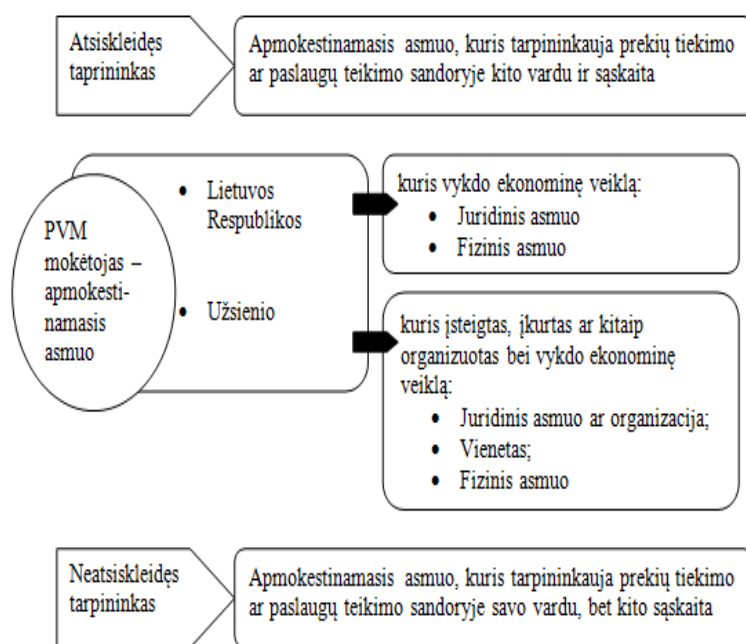 Atsiskleidęs
taprininkas
Apmokestinamasis asmuo, kuris tarpininkauja prekių tiekimo
ar paslaugų teikimo sandoryje kito vardu ir sąskaita
PVM
mokėtojas –
apmokesti-
namasis
asmuo
• Lietuvos
Respublikos
• Užsienio
kuris vykdo ekonominę veiklą:
• Juridinis asmuo
• Fizinis asmuo
kuris įsteigtas, įkurtas ar kitaip
organizuotas bei vykdo ekonominę
veiklą:
• Juridinis asmuo ar organizacija;
• Vienetas;
• Fizinis asmuo
Neatsiskleidęs
tarpininkas
Apmokestinamasis asmuo, kuris tarpininkauja prekių tiekimo
ar paslaugų teikimo sandoryje savo vardu, bet kito sąskaita